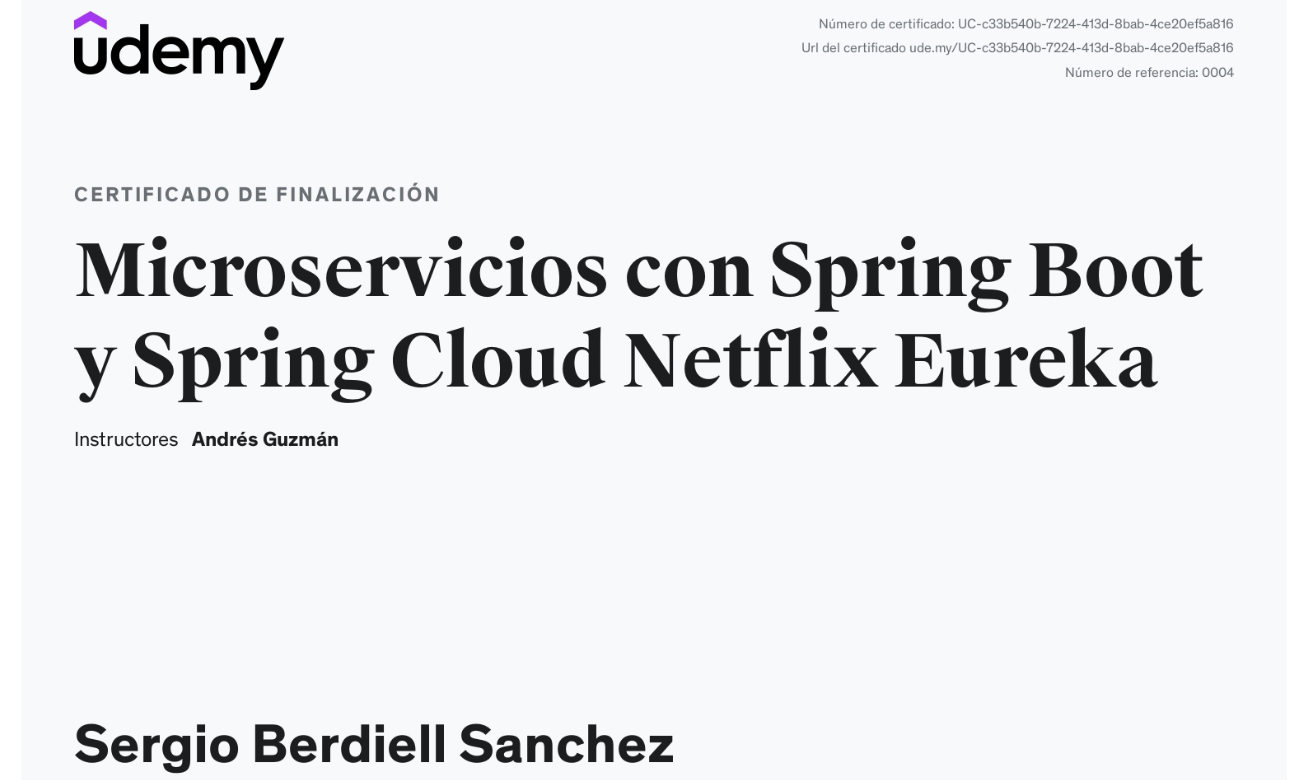 udemy
Número de certificado: UC-c33b540b-7224-413d-8bab-4ce20ef5a816
Url del certificado ude.my/UC-c33b540b-7224-413d-8bab-4ce20ef5a816
Número de referencia: 0004
CERTIFICADO DE FINALIZACIÓN
Microservicios con Spring Boot
y Spring Cloud Netflix Eureka
Instructores Andrés Guzmán
Sergio Berdiell Sanchez